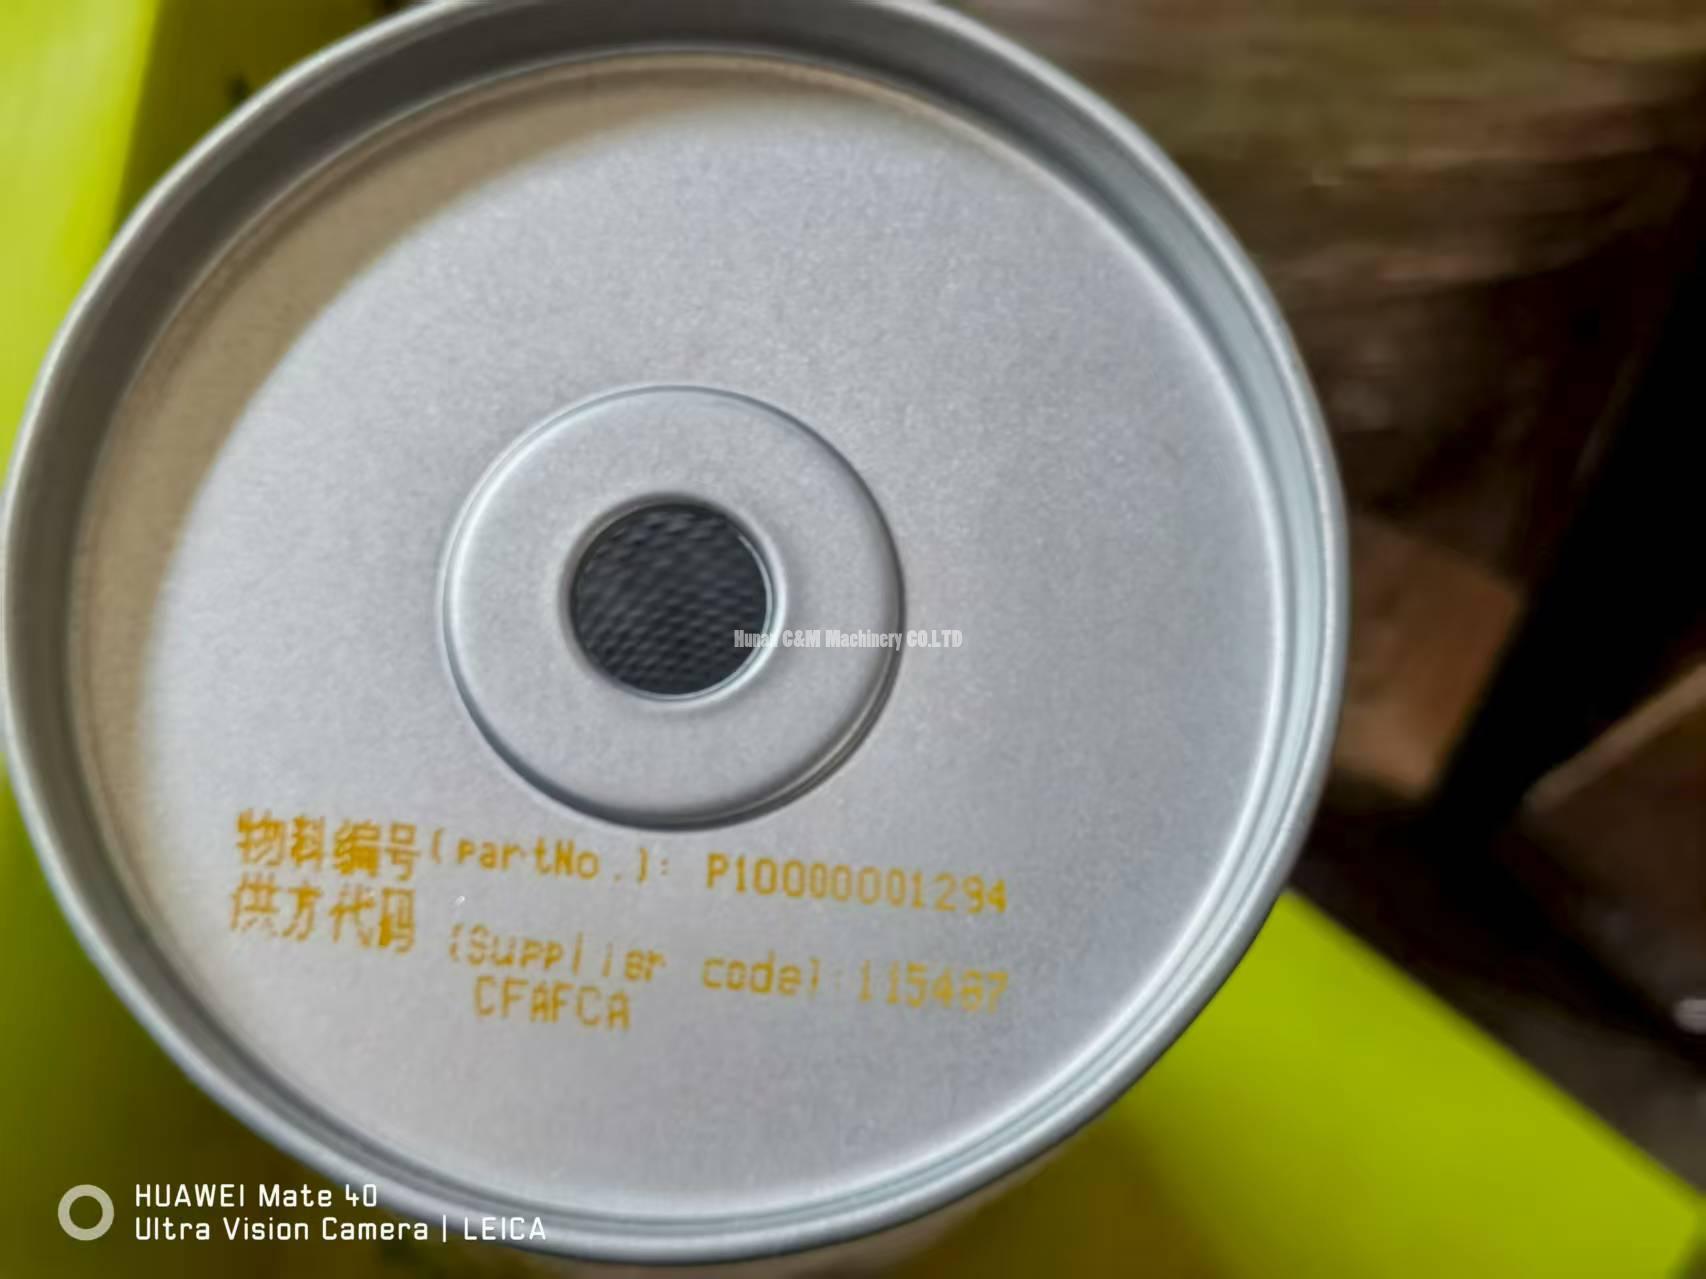 Hunan C&M Machinery CO.LTD
物料编号(partNo.): P10000001294
供方代码 (Supplier code):115487
CFAFCA
HUAWEI Mate 40
Ultra Vision Camera | LEICA